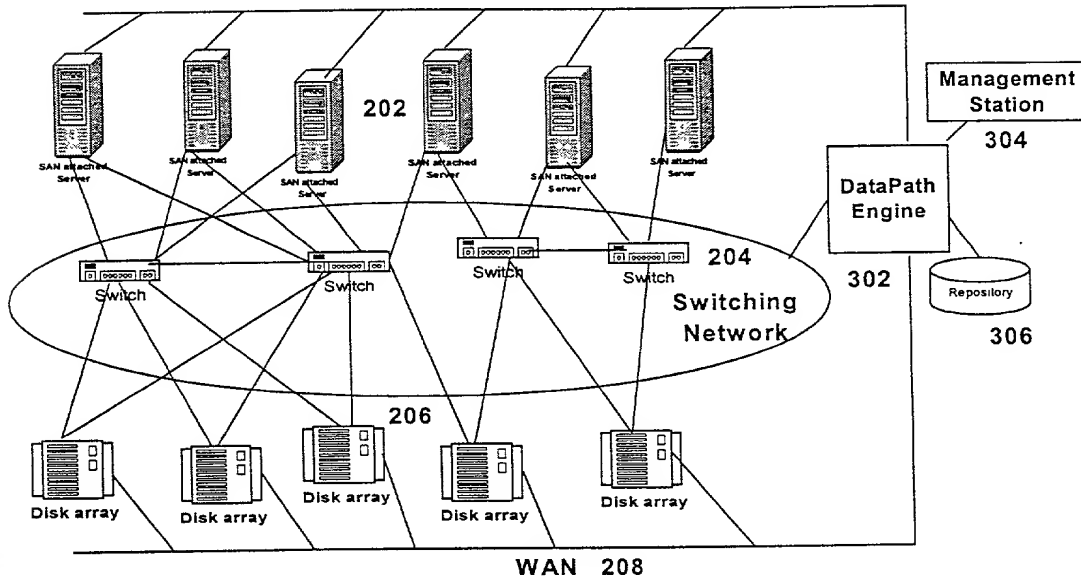 202
Management
Station
304
SAN attached
Server
SAN attached
Server
SAN attached
Server
SAN attached
Server
SAN attached
Server
SAN attached
Server
DataPath
Engine
302
Repository
306
Switch
Switch
Switch
Switch
204
Switching
Network
206
Disk array
Disk array
Disk array
Disk array
Disk array
WAN 208